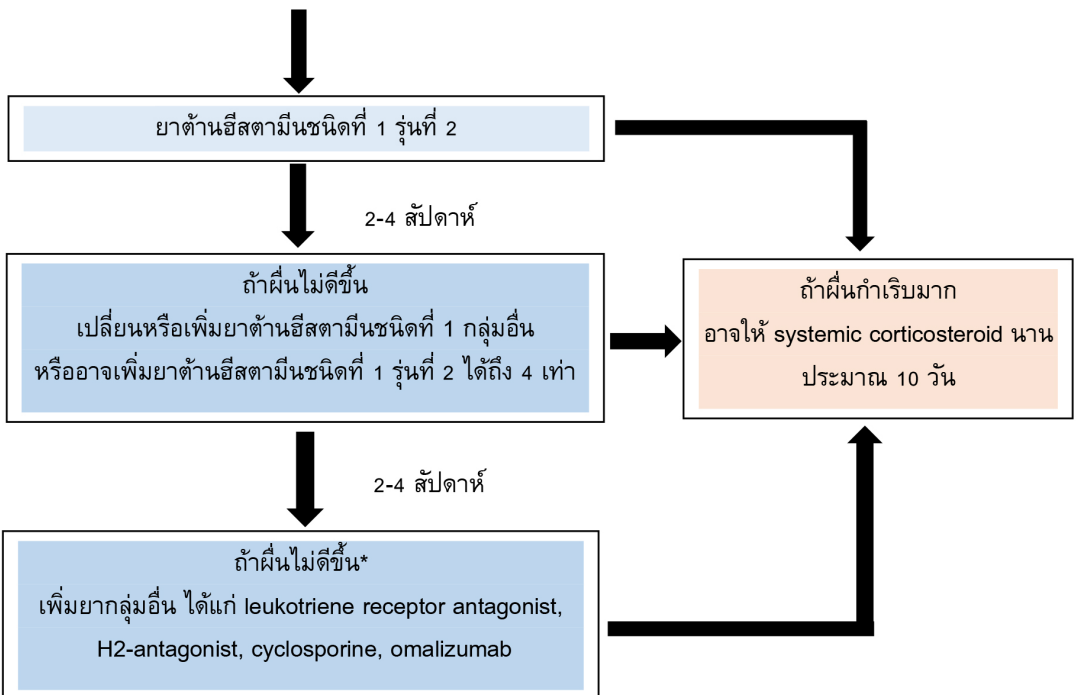 ยาต้านฮีสตามีนชนิดที่ 1 รุ่นที่ 2
2-4 สัปดาห์
ถ้าผื่นไม่ดีขึ้น
เปลี่ยนหรือเพิ่มยาต้านฮีสตามีนชนิดที่ 1 กลุ่มอื่น
หรืออาจเพิ่มยาต้านฮีสตามีนชนิดที่ 1 รุ่นที่ 2 ได้ถึง 4 เท่า
ถ้าผื่นกำเริบมาก
อาจให้ systemic corticosteroid นาน
ประมาณ 10 วัน
2-4 สัปดาห์
ถ้าผื่นไม่ดีขึ้น*
เพิ่มยากลุ่มอื่น ได้แก่ leukotriene receptor antagonist,
H2-antagonist, cyclosporine, omalizumab